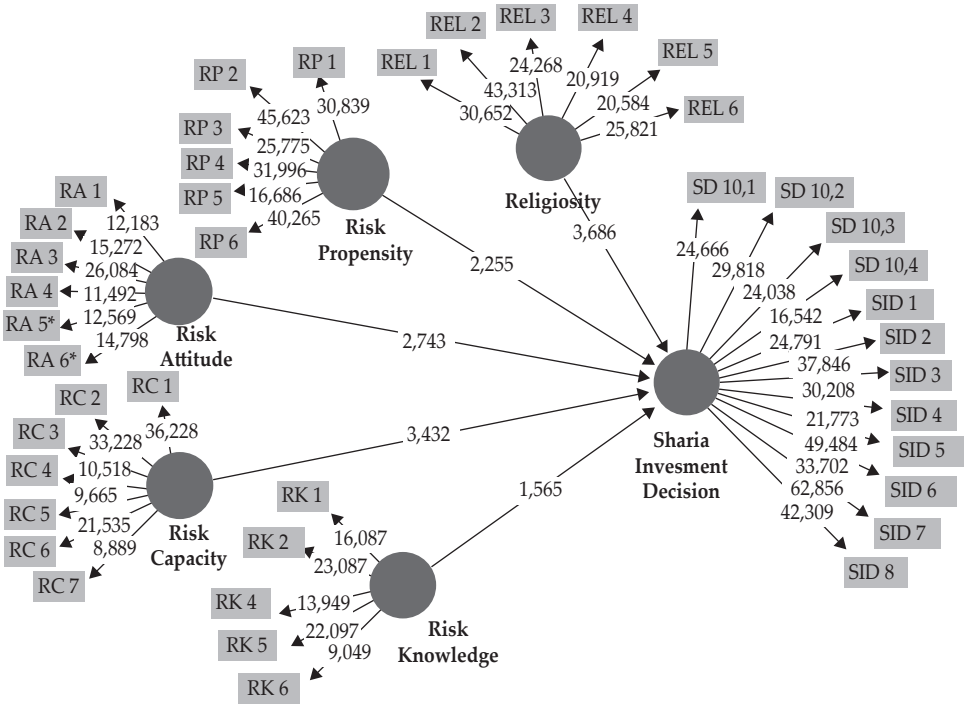 REL 3
REL 4
REL 2
REL 5
REL 1
REL 6
24,268
20,919
43,313
20,584
30,652
25,821
Religiosity
3,686
RP 1
RP 2
RP 3
RP 4
RP 5
RP 6
30,839
45,623
25,775
31,996
16,686
40,265
Risk
Propensity
2,255
RA 1
RA 2
RA 3
RA 4
RA 5*
RA 6*
12,183
15,272
26,084
11,492
12,569
14,798
Risk
Attitude
2,743
RC 1
RC 2
RC 3
RC 4
RC 5
RC 6
RC 7
36,228
33,228
10,518
9,665
21,535
8,889
Risk
Capacity
3,432
RK 1
RK 2
RK 4
RK 5
RK 6
16,087
23,087
13,949
22,097
9,049
Risk
Knowledge
1,565
SD 10,1
SD 10,2
SD 10,3
SD 10,4
SID 1
SID 2
SID 3
SID 4
SID 5
SID 6
SID 7
SID 8
24,666
29,818
24,038
16,542
24,791
37,846
30,208
21,773
49,484
33,702
62,856
42,309
Sharia
Invesment
Decision